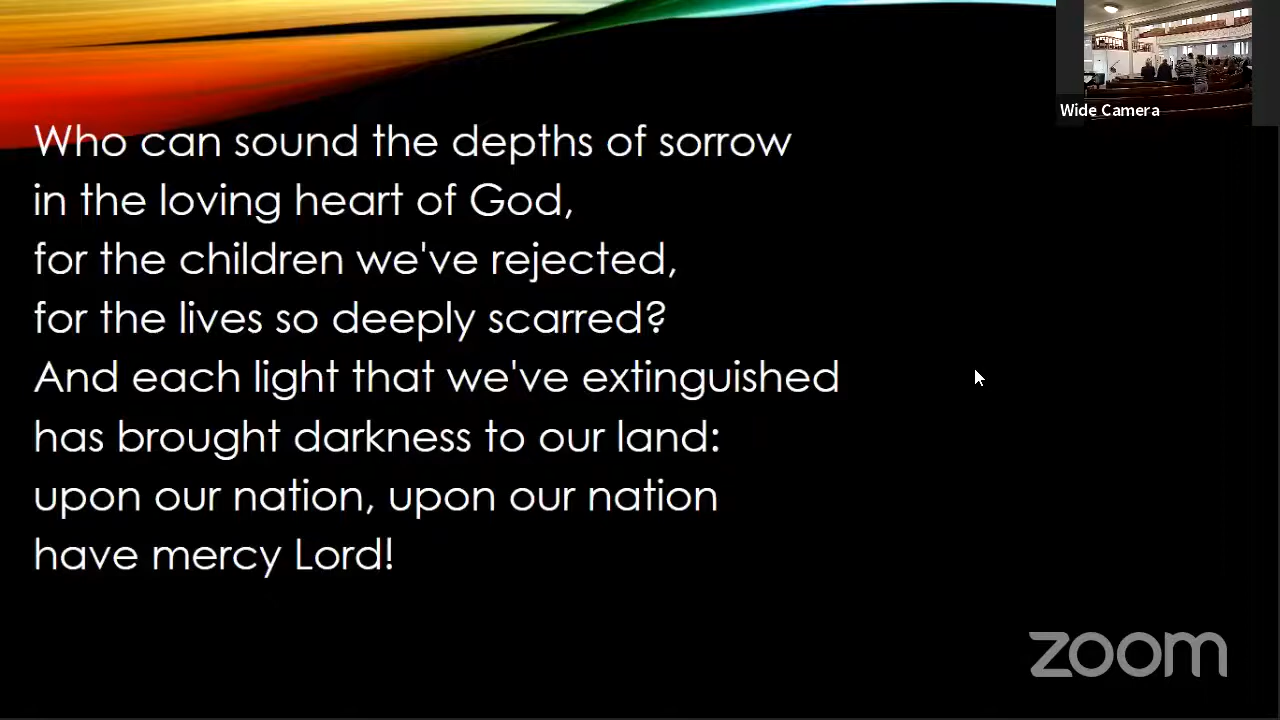 Wide Camera
Who can sound the depths of sorrow
in the loving heart of God,
for the children we've rejected,
for the lives so deeply scarred?
And each light that we've extinguished
has brought darkness to our land:
upon our nation, upon our nation
have mercy Lord!
zoom